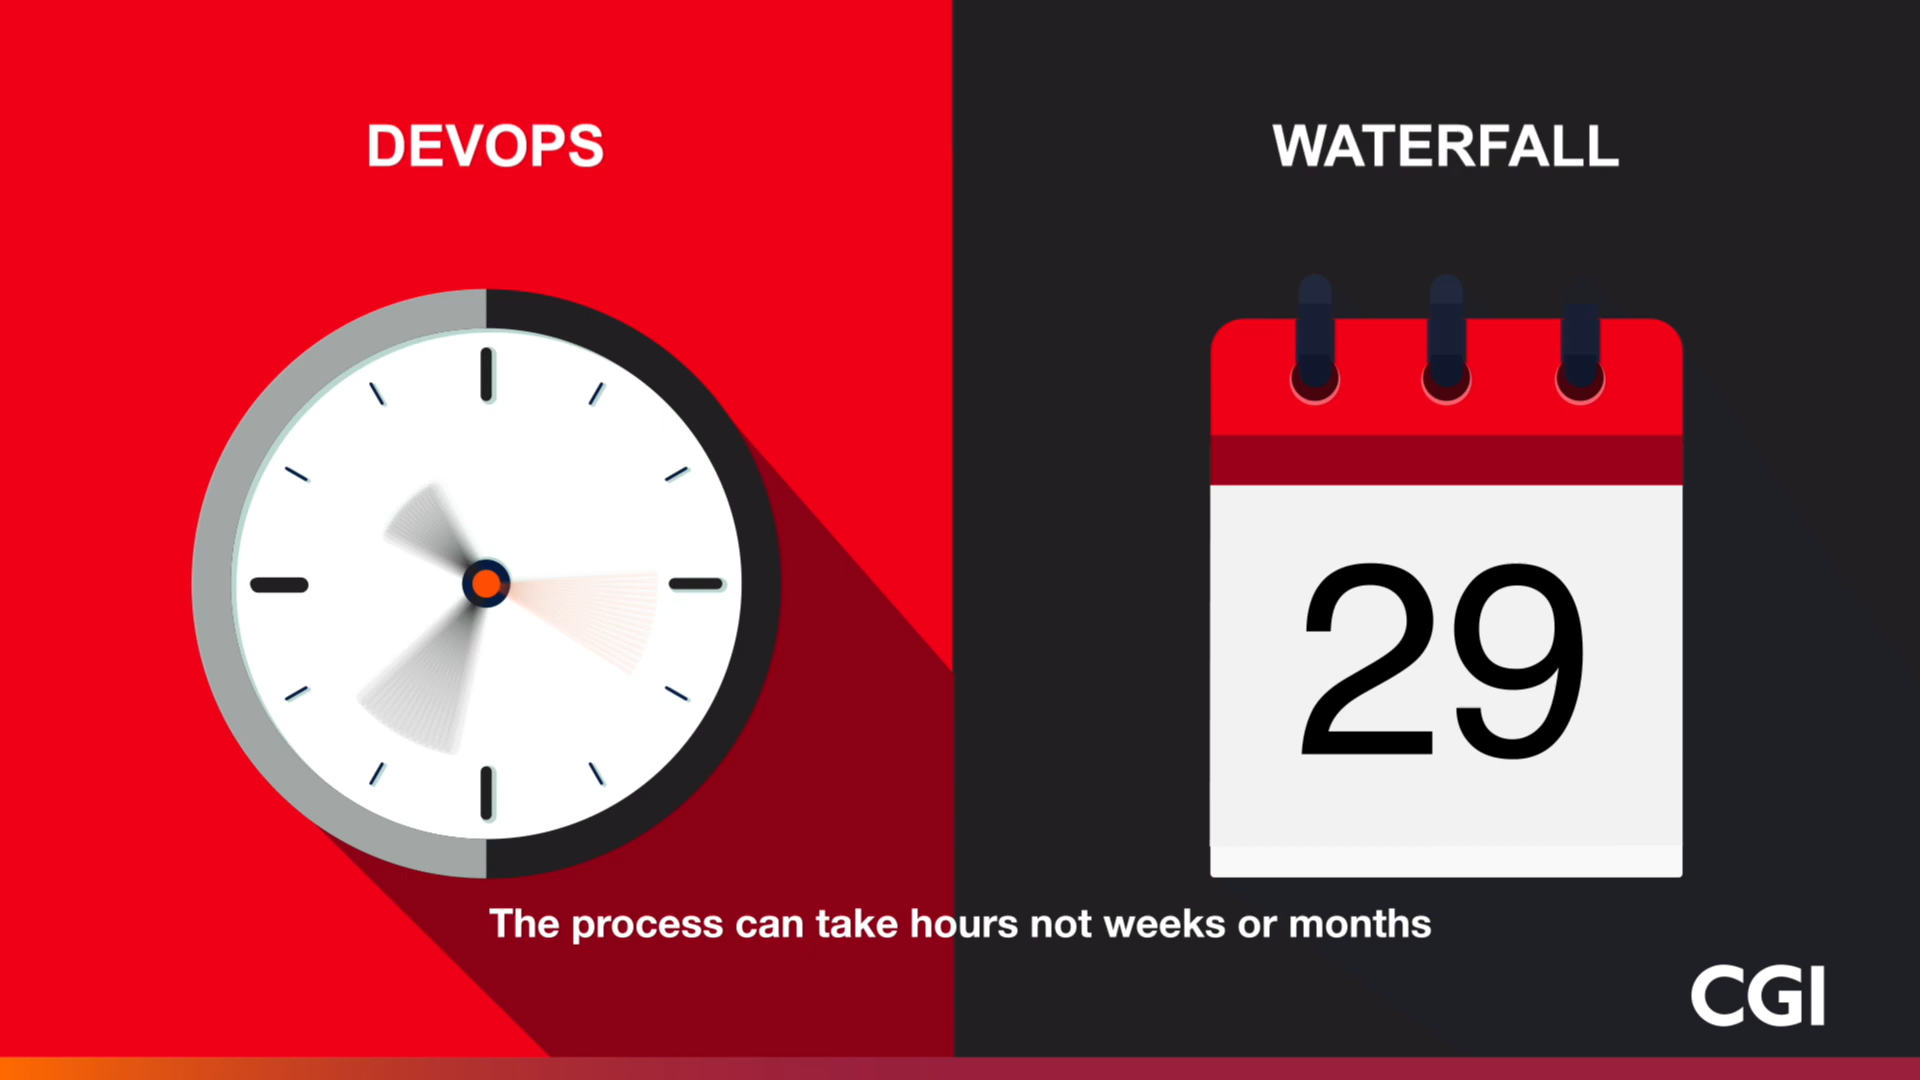 DEVOPS
WATERFALL
29
The process can take hours not weeks or months
CGI